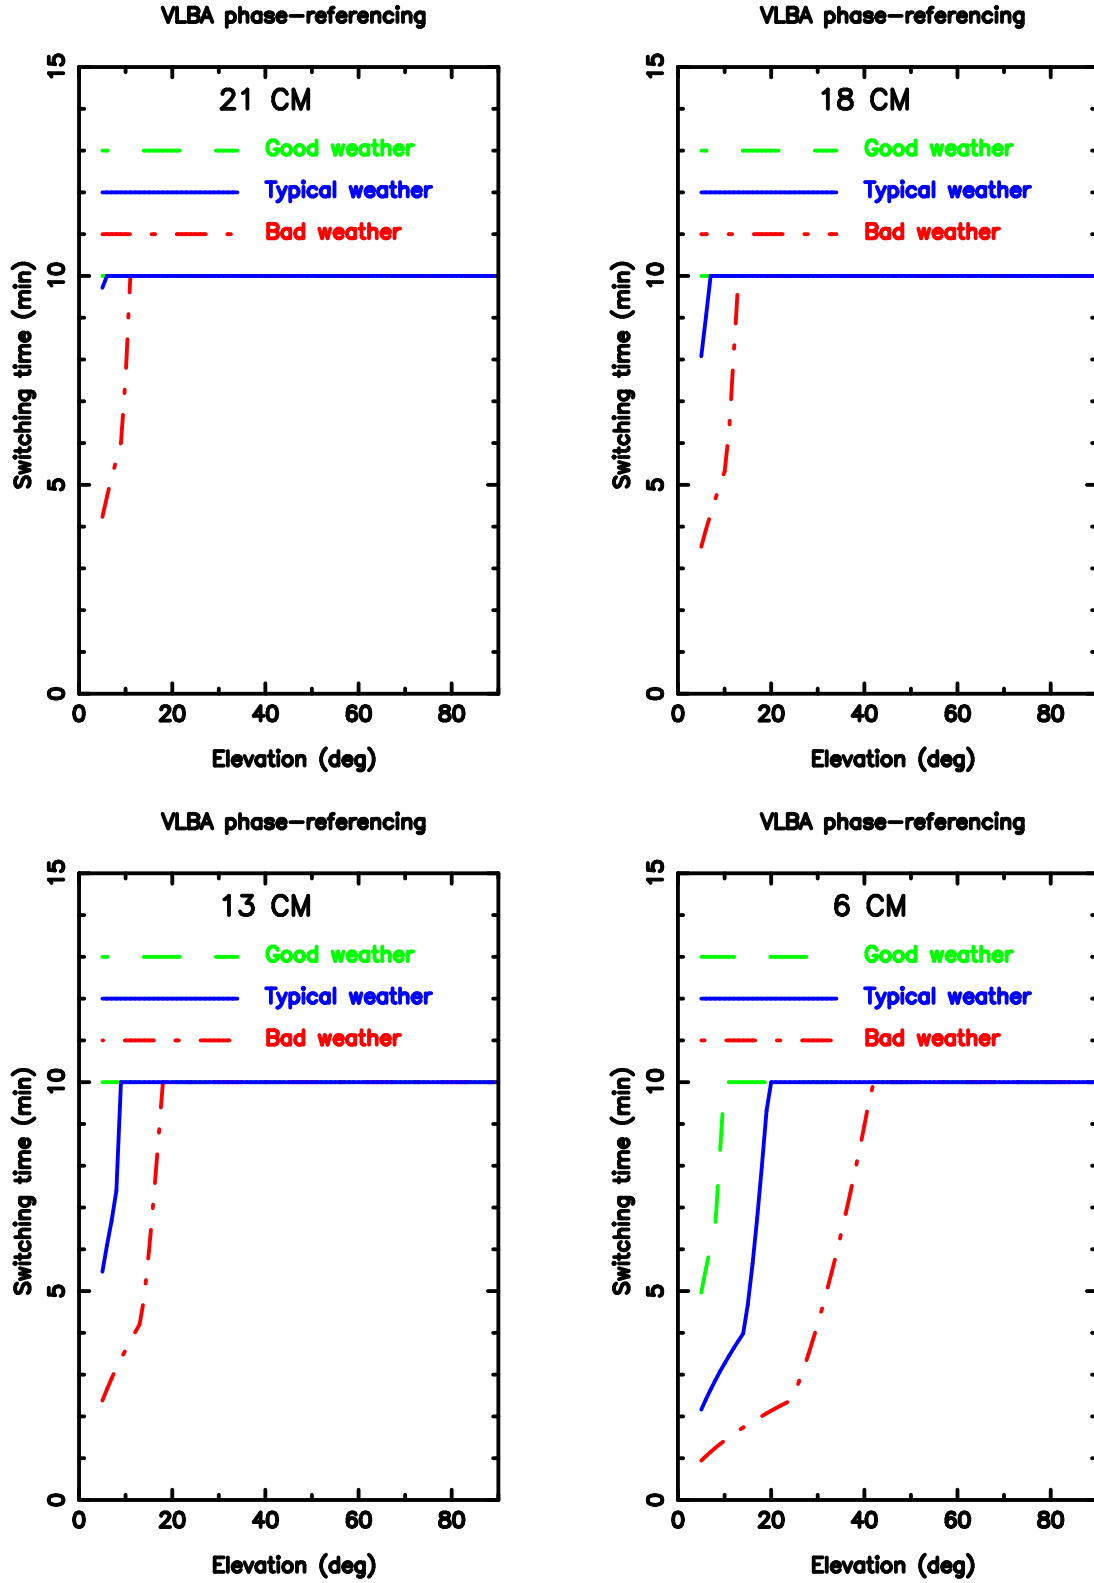 VLBA phase-referencing
21 CM
Good weather
Typical weather
Bad weather
15
10
5
0
Switching time (min)
0 20 40 60 80
Elevation (deg)
VLBA phase-referencing
18 CM
Good weather
Typical weather
Bad weather
15
10
5
0
Switching time (min)
0 20 40 60 80
Elevation (deg)
VLBA phase-referencing
13 CM
Good weather
Typical weather
Bad weather
15
10
5
0
Switching time (min)
0 20 40 60 80
Elevation (deg)
VLBA phase-referencing
6 CM
Good weather
Typical weather
Bad weather
15
10
5
0
Switching time (min)
0 20 40 60 80
Elevation (deg)